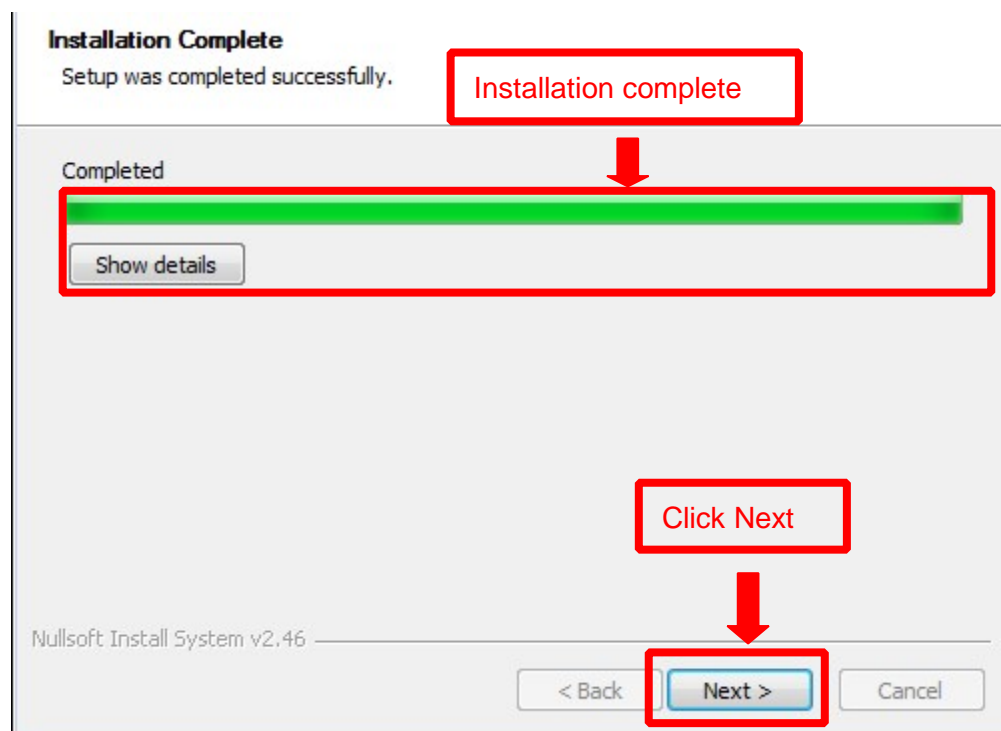 Installation Complete
Setup was completed successfully.
Installation complete
Completed
Show details
Click Next
Nullsoft Install System v2.46
< Back
Next >
Cancel